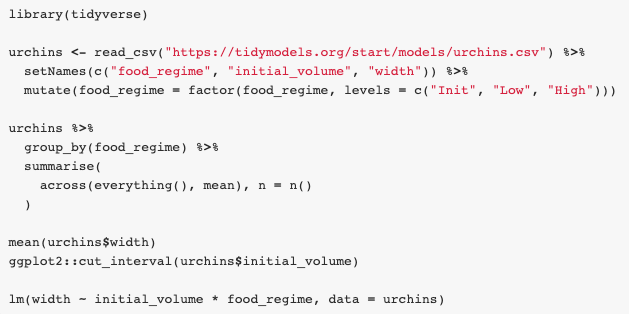 library(tidyverse)
urchins <- read_csv("https://tidymodels.org/start/models/urchins.csv") %>%
  setNames(c("food_regime", "initial_volume", "width")) %>%
  mutate(food_regime = factor(food_regime, levels = c("Init", "Low", "High")))
urchins %>%
  group_by(food_regime) %>%
  summarise(
    across(everything(), mean), n = n()
  )
mean(urchins$width)
ggplot2::cut_interval(urchins$initial_volume)
lm(width ~ initial_volume * food_regime, data = urchins)